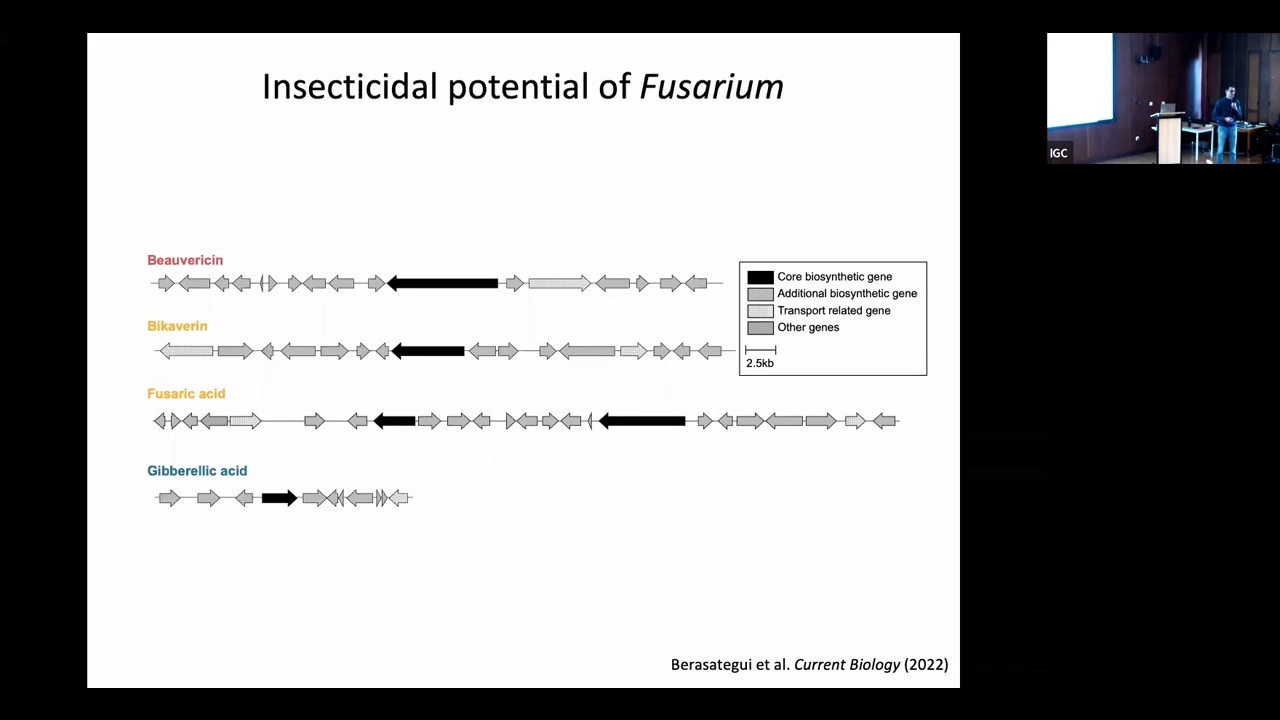 Insecticidal potential of Fusarium
IGC
Beauvericin
Core biosynthetic gene
Additional biosynthetic gene
Transport related gene
Other genes
2.5kb
Bikaverin
Fusaric acid
Gibberellic acid
Berasategui et al. Current Biology (2022)